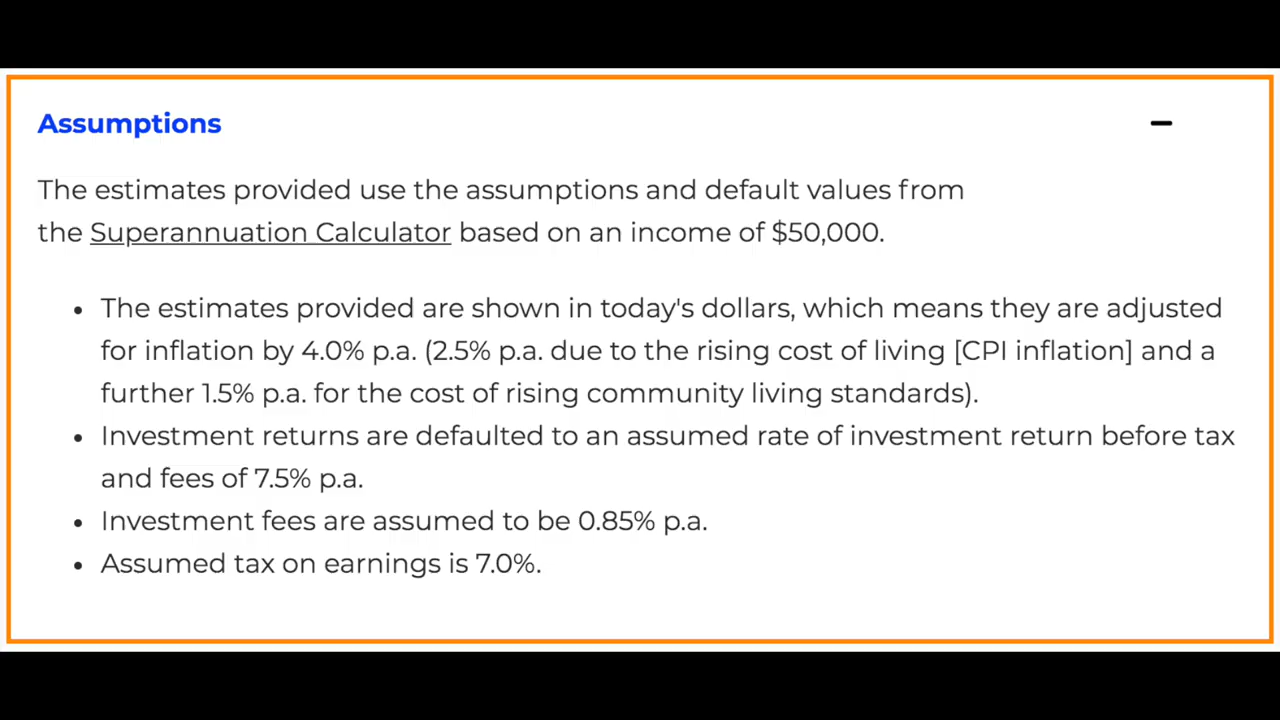 Assumptions
The estimates provided use the assumptions and default values from
the Superannuation Calculator based on an income of $50,000.
• The estimates provided are shown in today's dollars, which means they are adjusted
for inflation by 4.0% p.a. (2.5% p.a. due to the rising cost of living [CPI inflation] and a
further 1.5% p.a. for the cost of rising community living standards).
• Investment returns are defaulted to an assumed rate of investment return before tax
and fees of 7.5% p.a.
• Investment fees are assumed to be 0.85% p.a.
• Assumed tax on earnings is 7.0%.